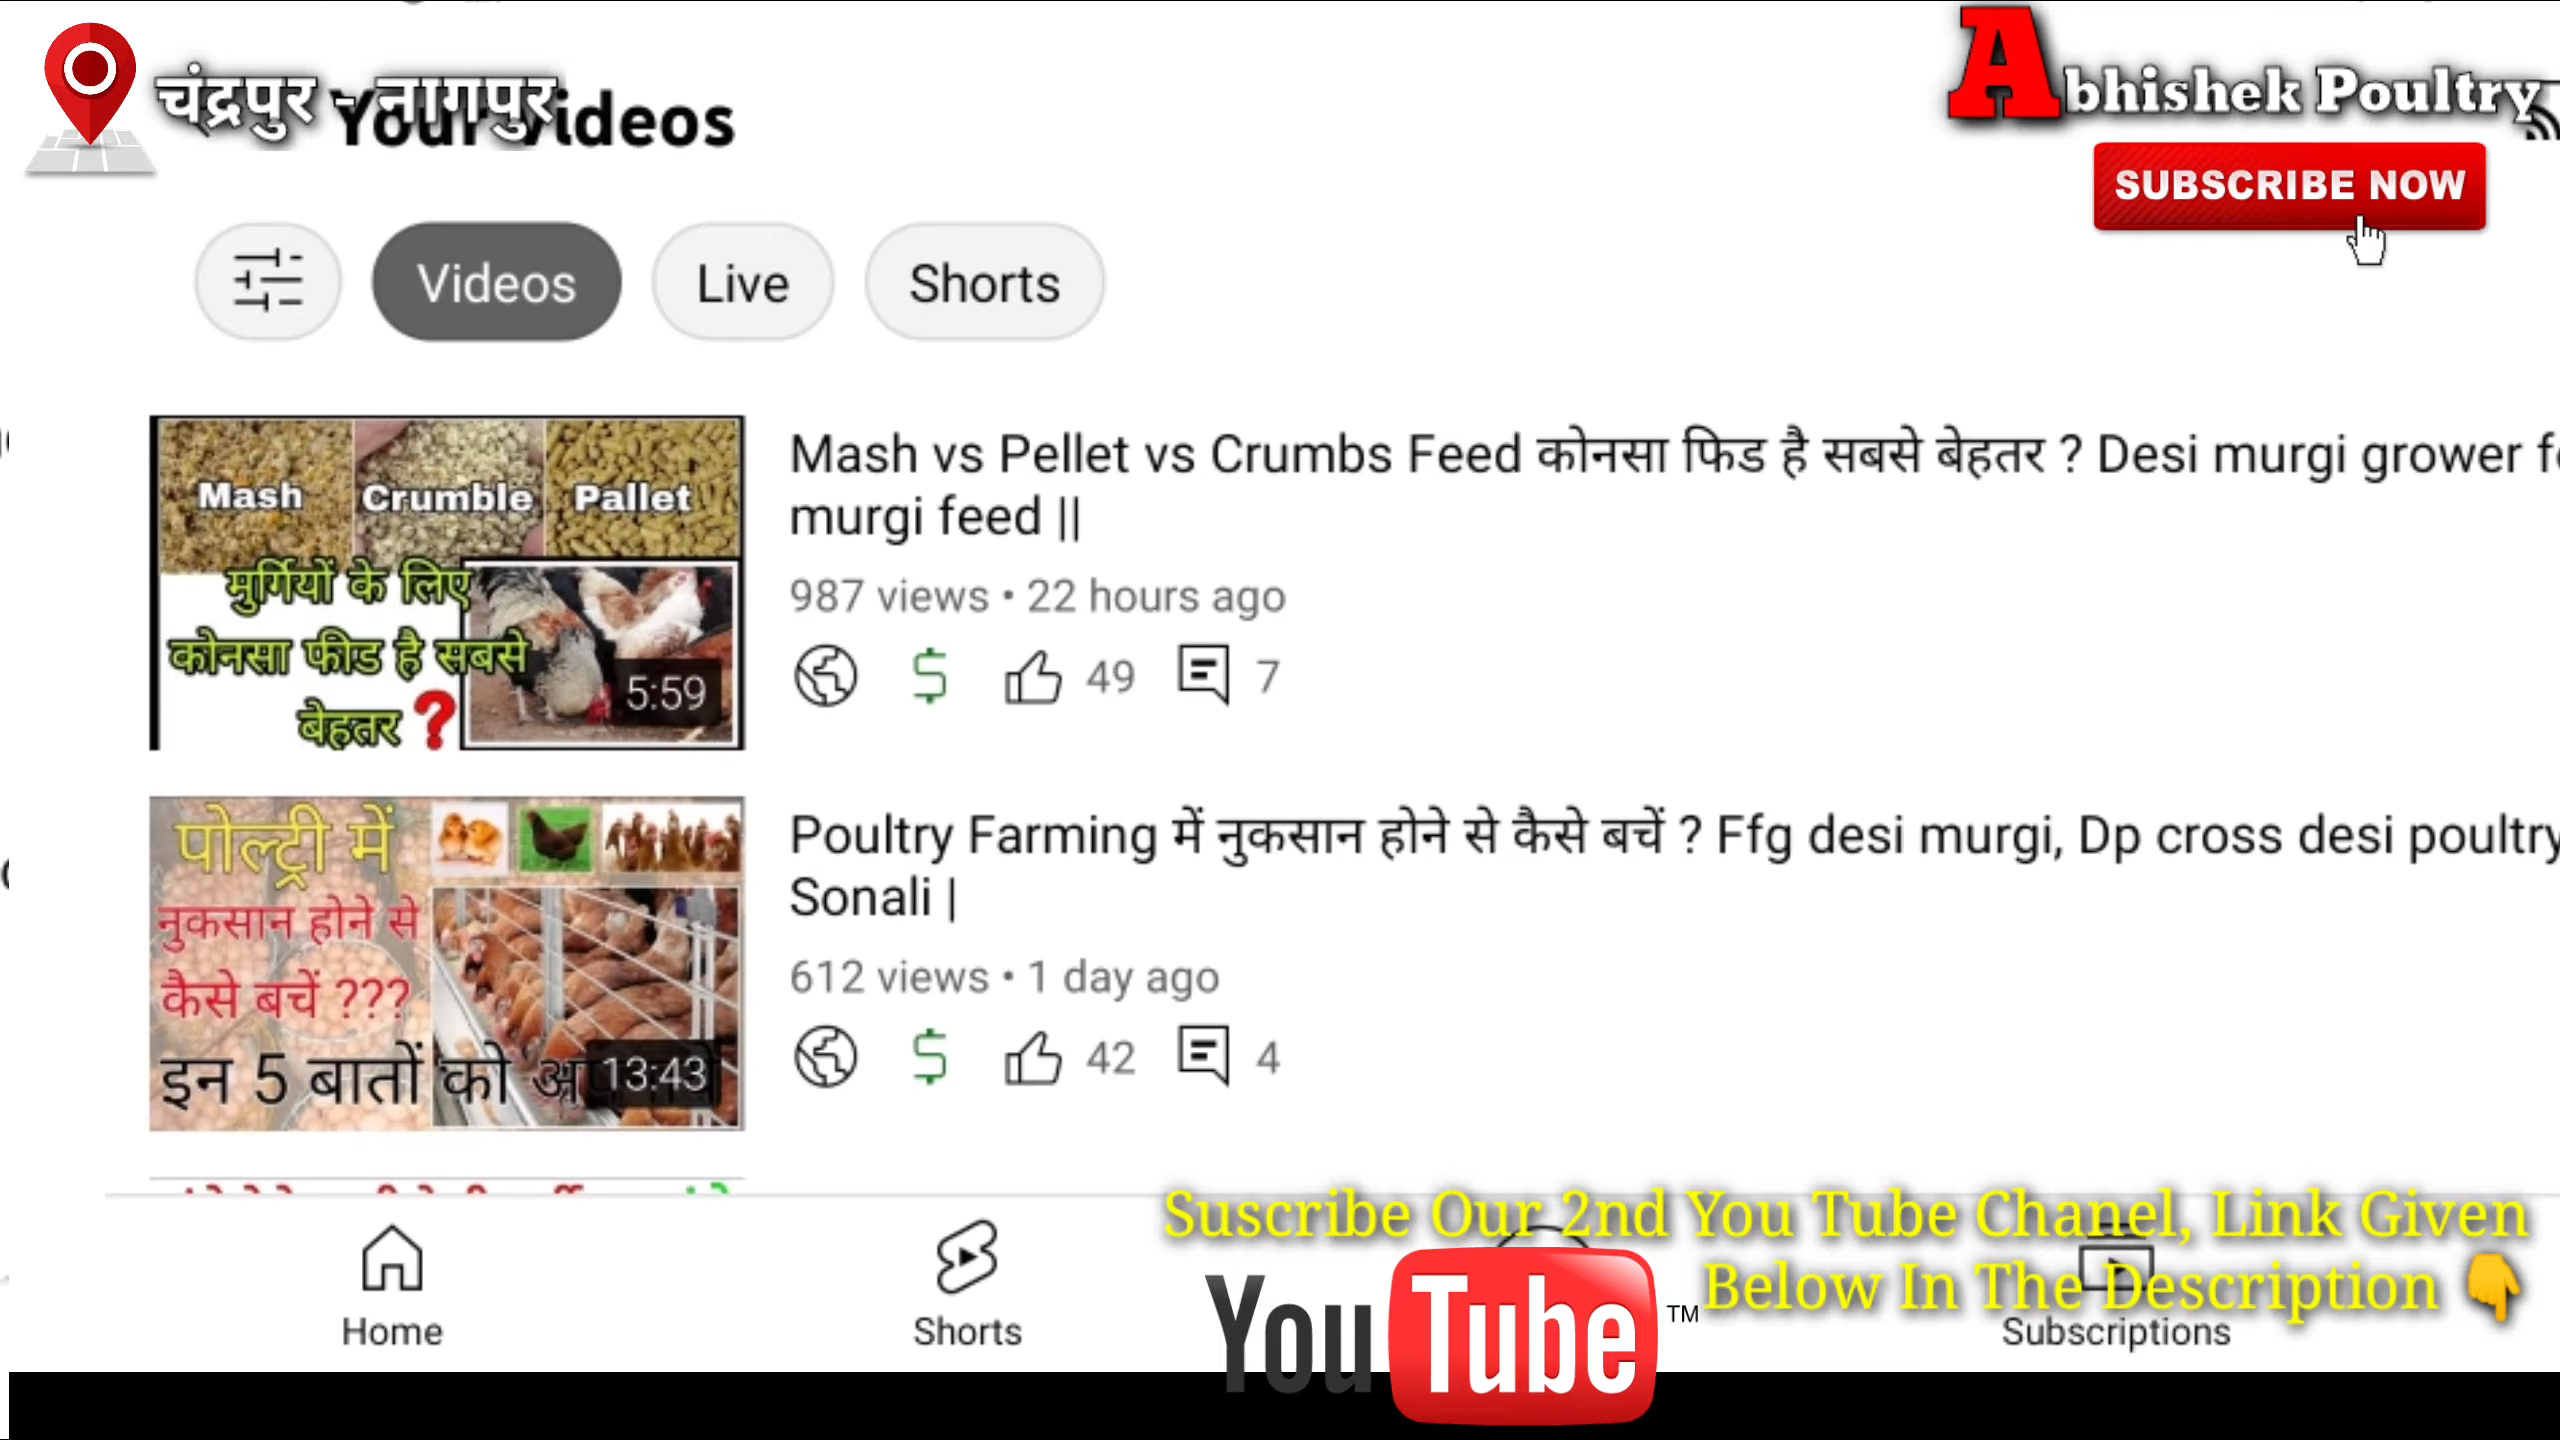 चंद्रपुर - नागपुर
Your videos
Abhishek Poultry
SUBSCRIBE NOW
Videos
Live
Shorts
Mash
Crumble
Pallet
मुर्गियों के लिए
कोनसा फीड है सबसे
बेहतर ?
5:59
Mash vs Pellet vs Crumbs Feed कोनसा फिड है सबसे बेहतर ? Desi murgi grower
murgi feed ||
987 views • 22 hours ago
49
7
पोल्ट्री में
नुकसान होने से
कैसे बचें ???
इन 5 बातों को
13:43
Poultry Farming में नुकसान होने से कैसे बचें ? Ffg desi murgi, Dp cross desi poultry
Sonali |
612 views • 1 day ago
42
4
Suscribe Our 2nd You Tube Chanel, Link Given
Below In The Description 👇
YouTube ™
Home
Shorts
Subscriptions